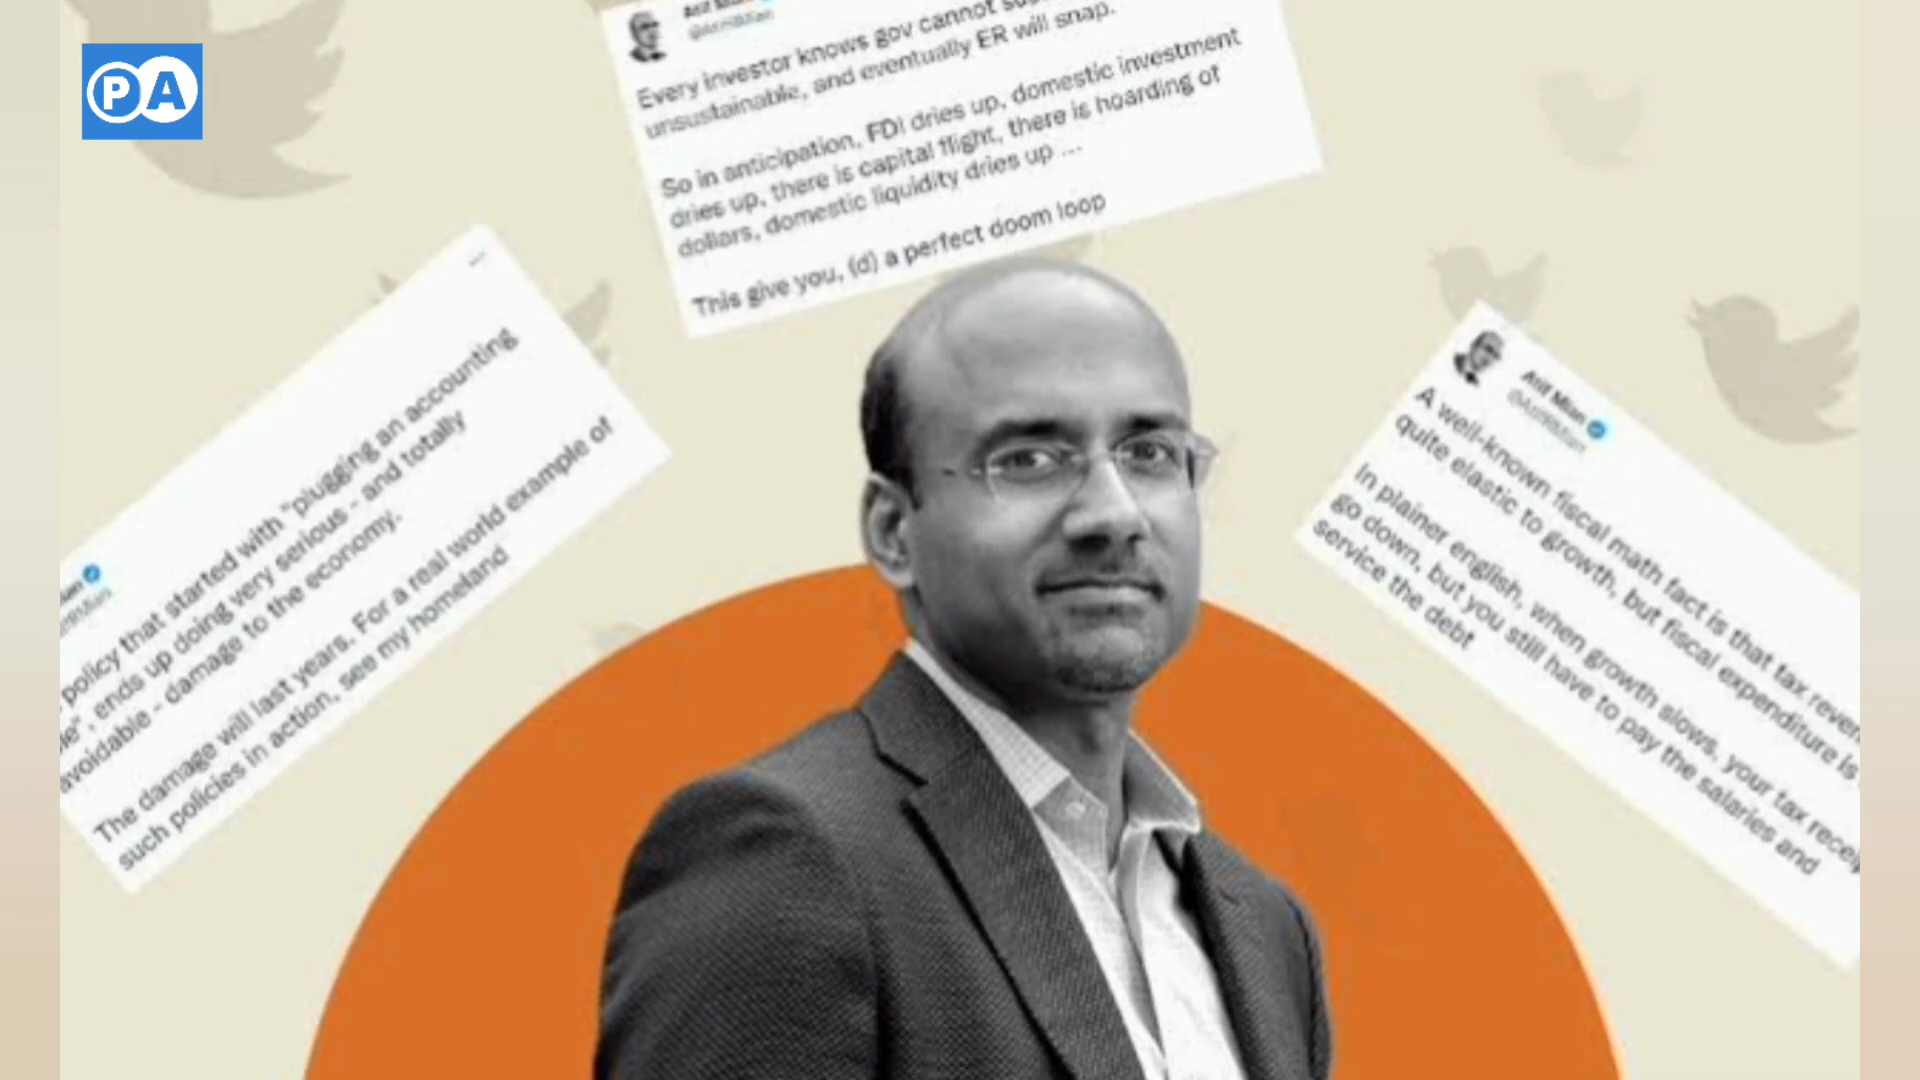 PA
Every investor knows gov cannot
unsustainable, and eventually ER will snap.
So in anticipation, FDI dries up, domestic investment
dries up, there is capital flight, there is hoarding of
dollars, domestic liquidity dries up ...
This give you, (d) a perfect doom loop
policy that started with "plugging an accounting
ends up doing very serious - and totally
avoidable - damage to the economy.
The damage will last years. For a real world example of
such policies in action, see my homeland
Atif Mian
A well-known fiscal math fact is that tax
quite elastic to growth, but fiscal expenditure is
In plainer english, when growth slows, your tax
go down, but you still have to pay the salaries and
service the debt